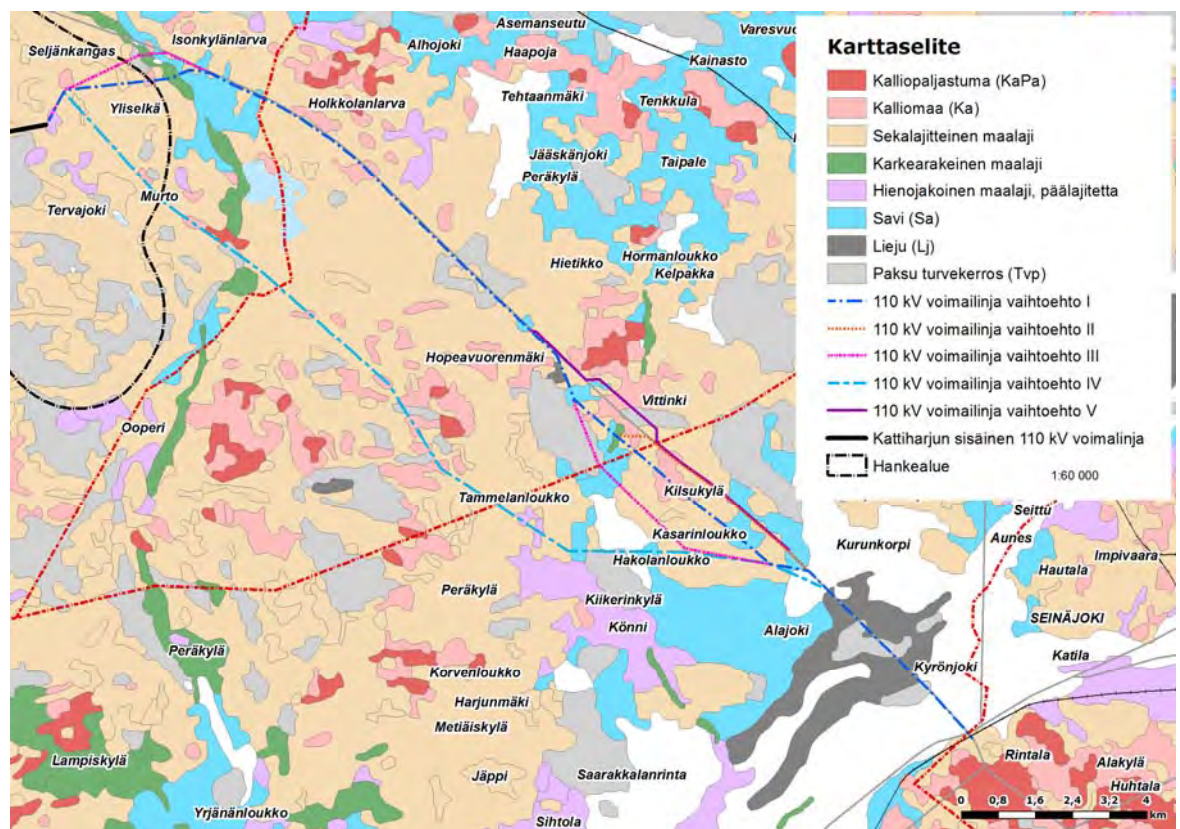 Karttaselite
Kalliopaljastuma (KaPa)
Kalliomaa (Ka)
Sekalajitteinen maalaji
Karkearakeinen maalaji
Hienojakoinen maalaji, päälajitetta
Savi (Sa)
Lieju (Lj)
Paksu turvekerros (Tvp)
110 kV voimailinja vaihtoehto I
110 kV voimailinja vaihtoehto II
110 kV voimailinja vaihtoehto III
110 kV voimailinja vaihtoehto IV
110 kV voimailinja vaihtoehto V
Kattiharjun sisäinen 110 kV voimalinja
Hankealue
1:60 000
Seljänkangas
Isonkylänlarva
Alhojoki
Asemanseutu
Haapoja
Varesvuo
Kainasto
Yliselkä
Holkkolanlarva
Tehtaanmäki
Tenkkula
Jääskänjoki
Peräkylä
Taipale
Murto
Tervajoki
Hietikko
Hormanloukko
Kelpakka
Hopeavuorenmäki
Vittinki
Ooperi
Tammelanloukko
Kilsukylä
Kasarinloukko
Hakolanloukko
Kurunkorpi
Seittu
Aunes
Impivaara
Hautala
SEINÄJOKI
Peräkylä
Kiikerinkylä
Könni
Alajoki
Katila
Kyrönjoki
Peräkylä
Korvenloukko
Harjunmäki
Metiäiskylä
Lampiskylä
Jäppi
Saarakkalanrinta
Rintala
Alakylä
Huhtala
Yrjänänloukko
Sihtola
0 0,8 1,6 2,4 3,2 4
km